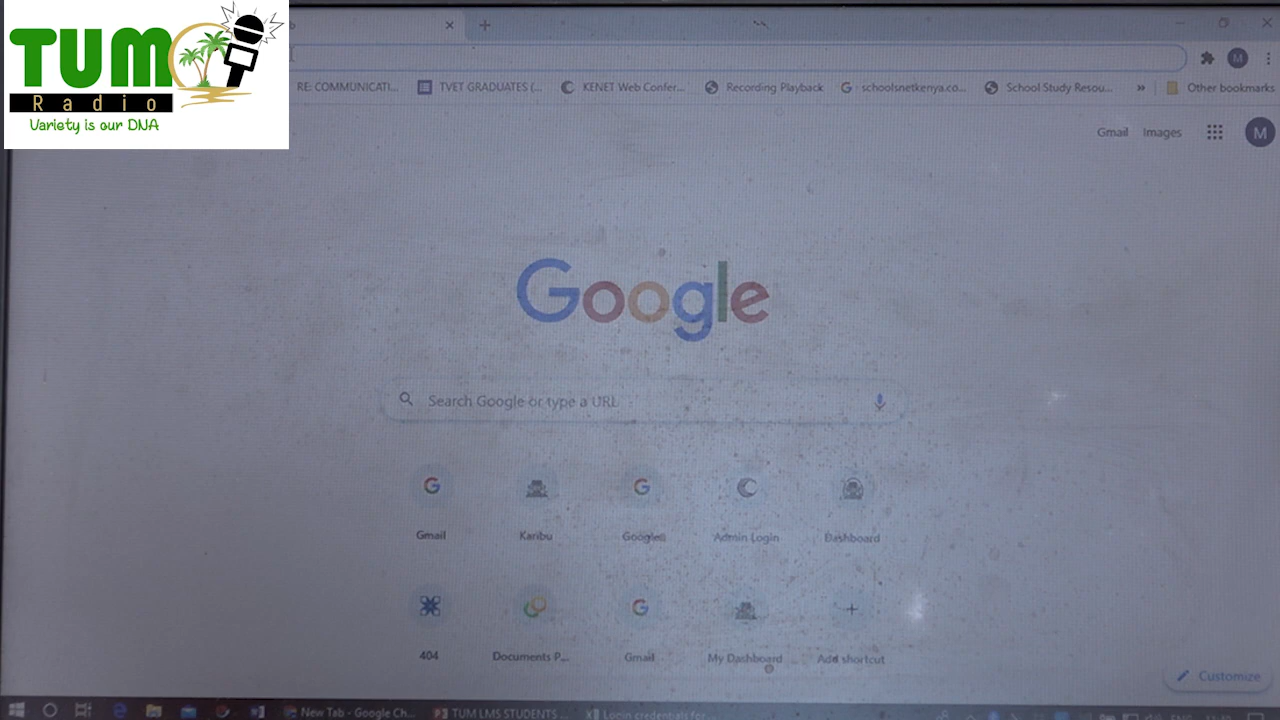 TUM
Radio
Variety is our DNA
RE: COMMUNICATI...
TVET GRADUATES (...
KENET Web Confer...
Recording Playback
School Study Resou...
»
Other bookmarks
Gmail
Images
M
Google
Search Google or type a URL
Gmail
Karibu
Google
Admin Login
Dashboard
404
Documents P...
Gmail
My Dashboard
Add shortcut
Customize
New Tab - Google Ch...
TUM LMS STUDENTS...
Login credentials for